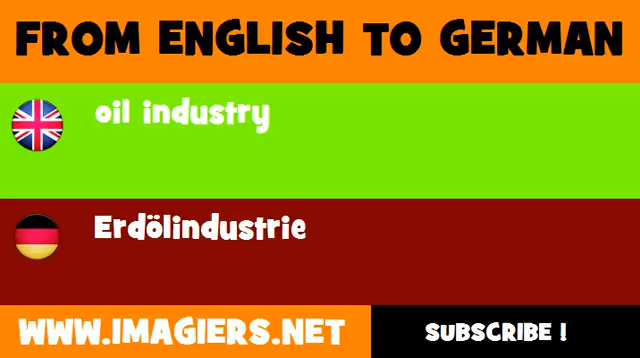 FROM ENGLISH TO GERMAN
oil industry
Erdölindustrie
WWW.IMAGIERS.NET
SUBSCRIBE !